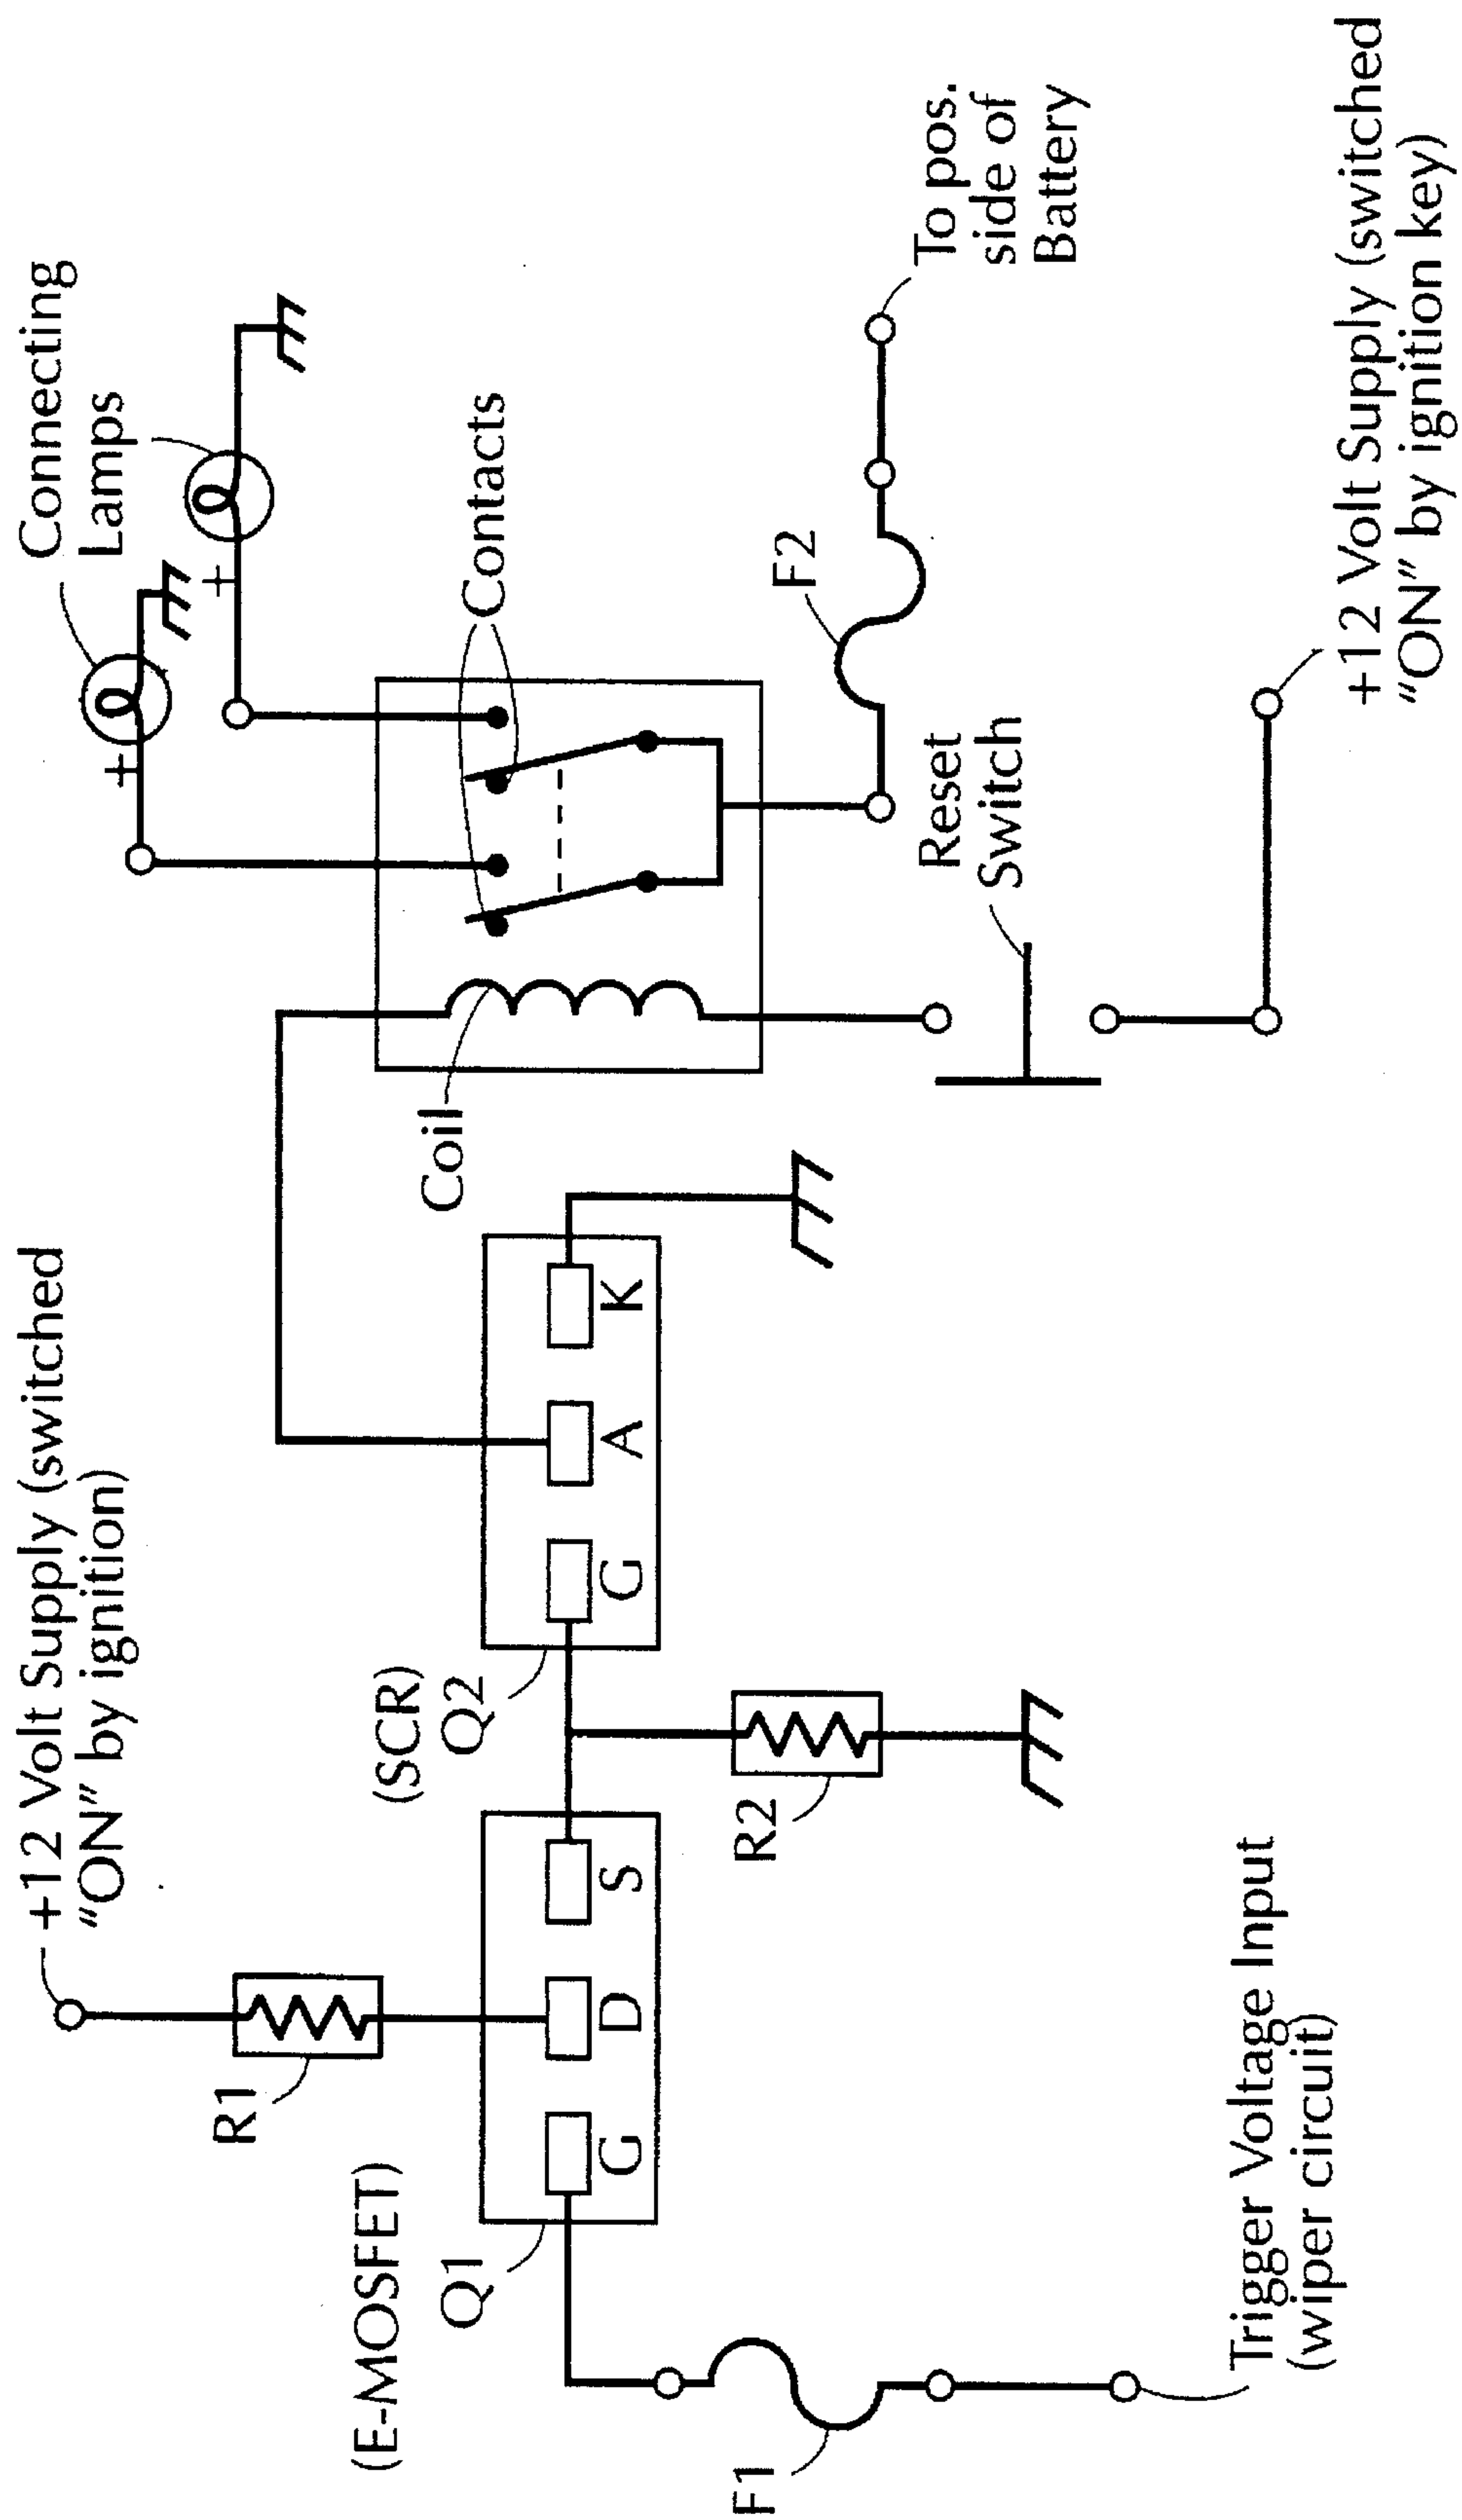 +12 Volt Supply (switched
"ON" by ignition)
Connecting
Lamps
R1
(E-MOSFET)
Q1
(SCR)
Q2
Coil
Contacts
G
D
S
G
A
K
F1
R2
F2
Reset
Switch
To pos.
side of
Battery
Trigger Voltage Input
(wiper circuit)
+12 Volt Supply (switched
"ON" by ignition key)
+
+